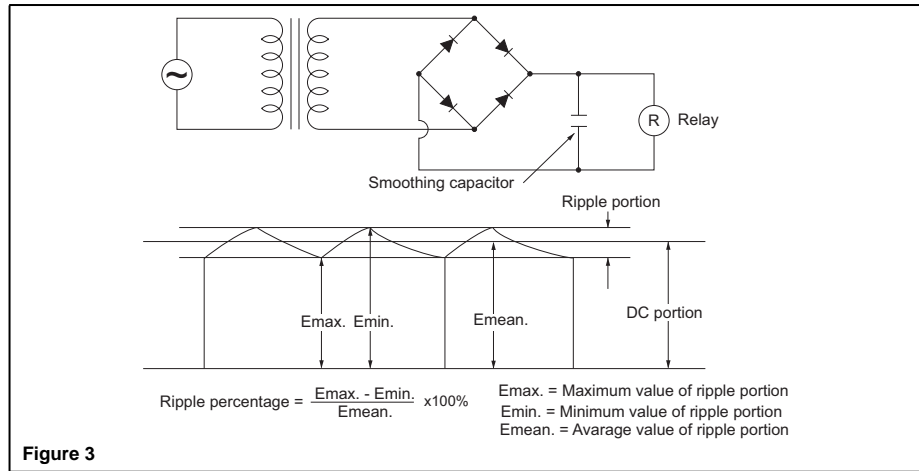 R
Relay
Smoothing capacitor
Ripple portion
Emax. Emin.
Emean.
DC portion
Ripple percentage = Emax. - Emin. / Emean. x100%
Emax. = Maximum value of ripple portion
Emin. = Minimum value of ripple portion
Emean. = Avarage value of ripple portion
Figure 3